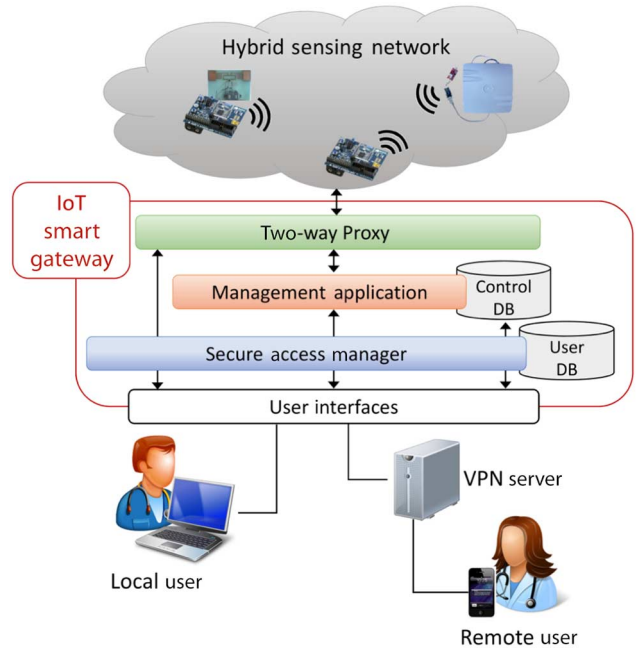 Hybrid sensing network
IoT
smart
gateway
Two-way Proxy
Management application
Control
DB
Secure access manager
User
DB
User interfaces
VPN server
Local user
Remote user